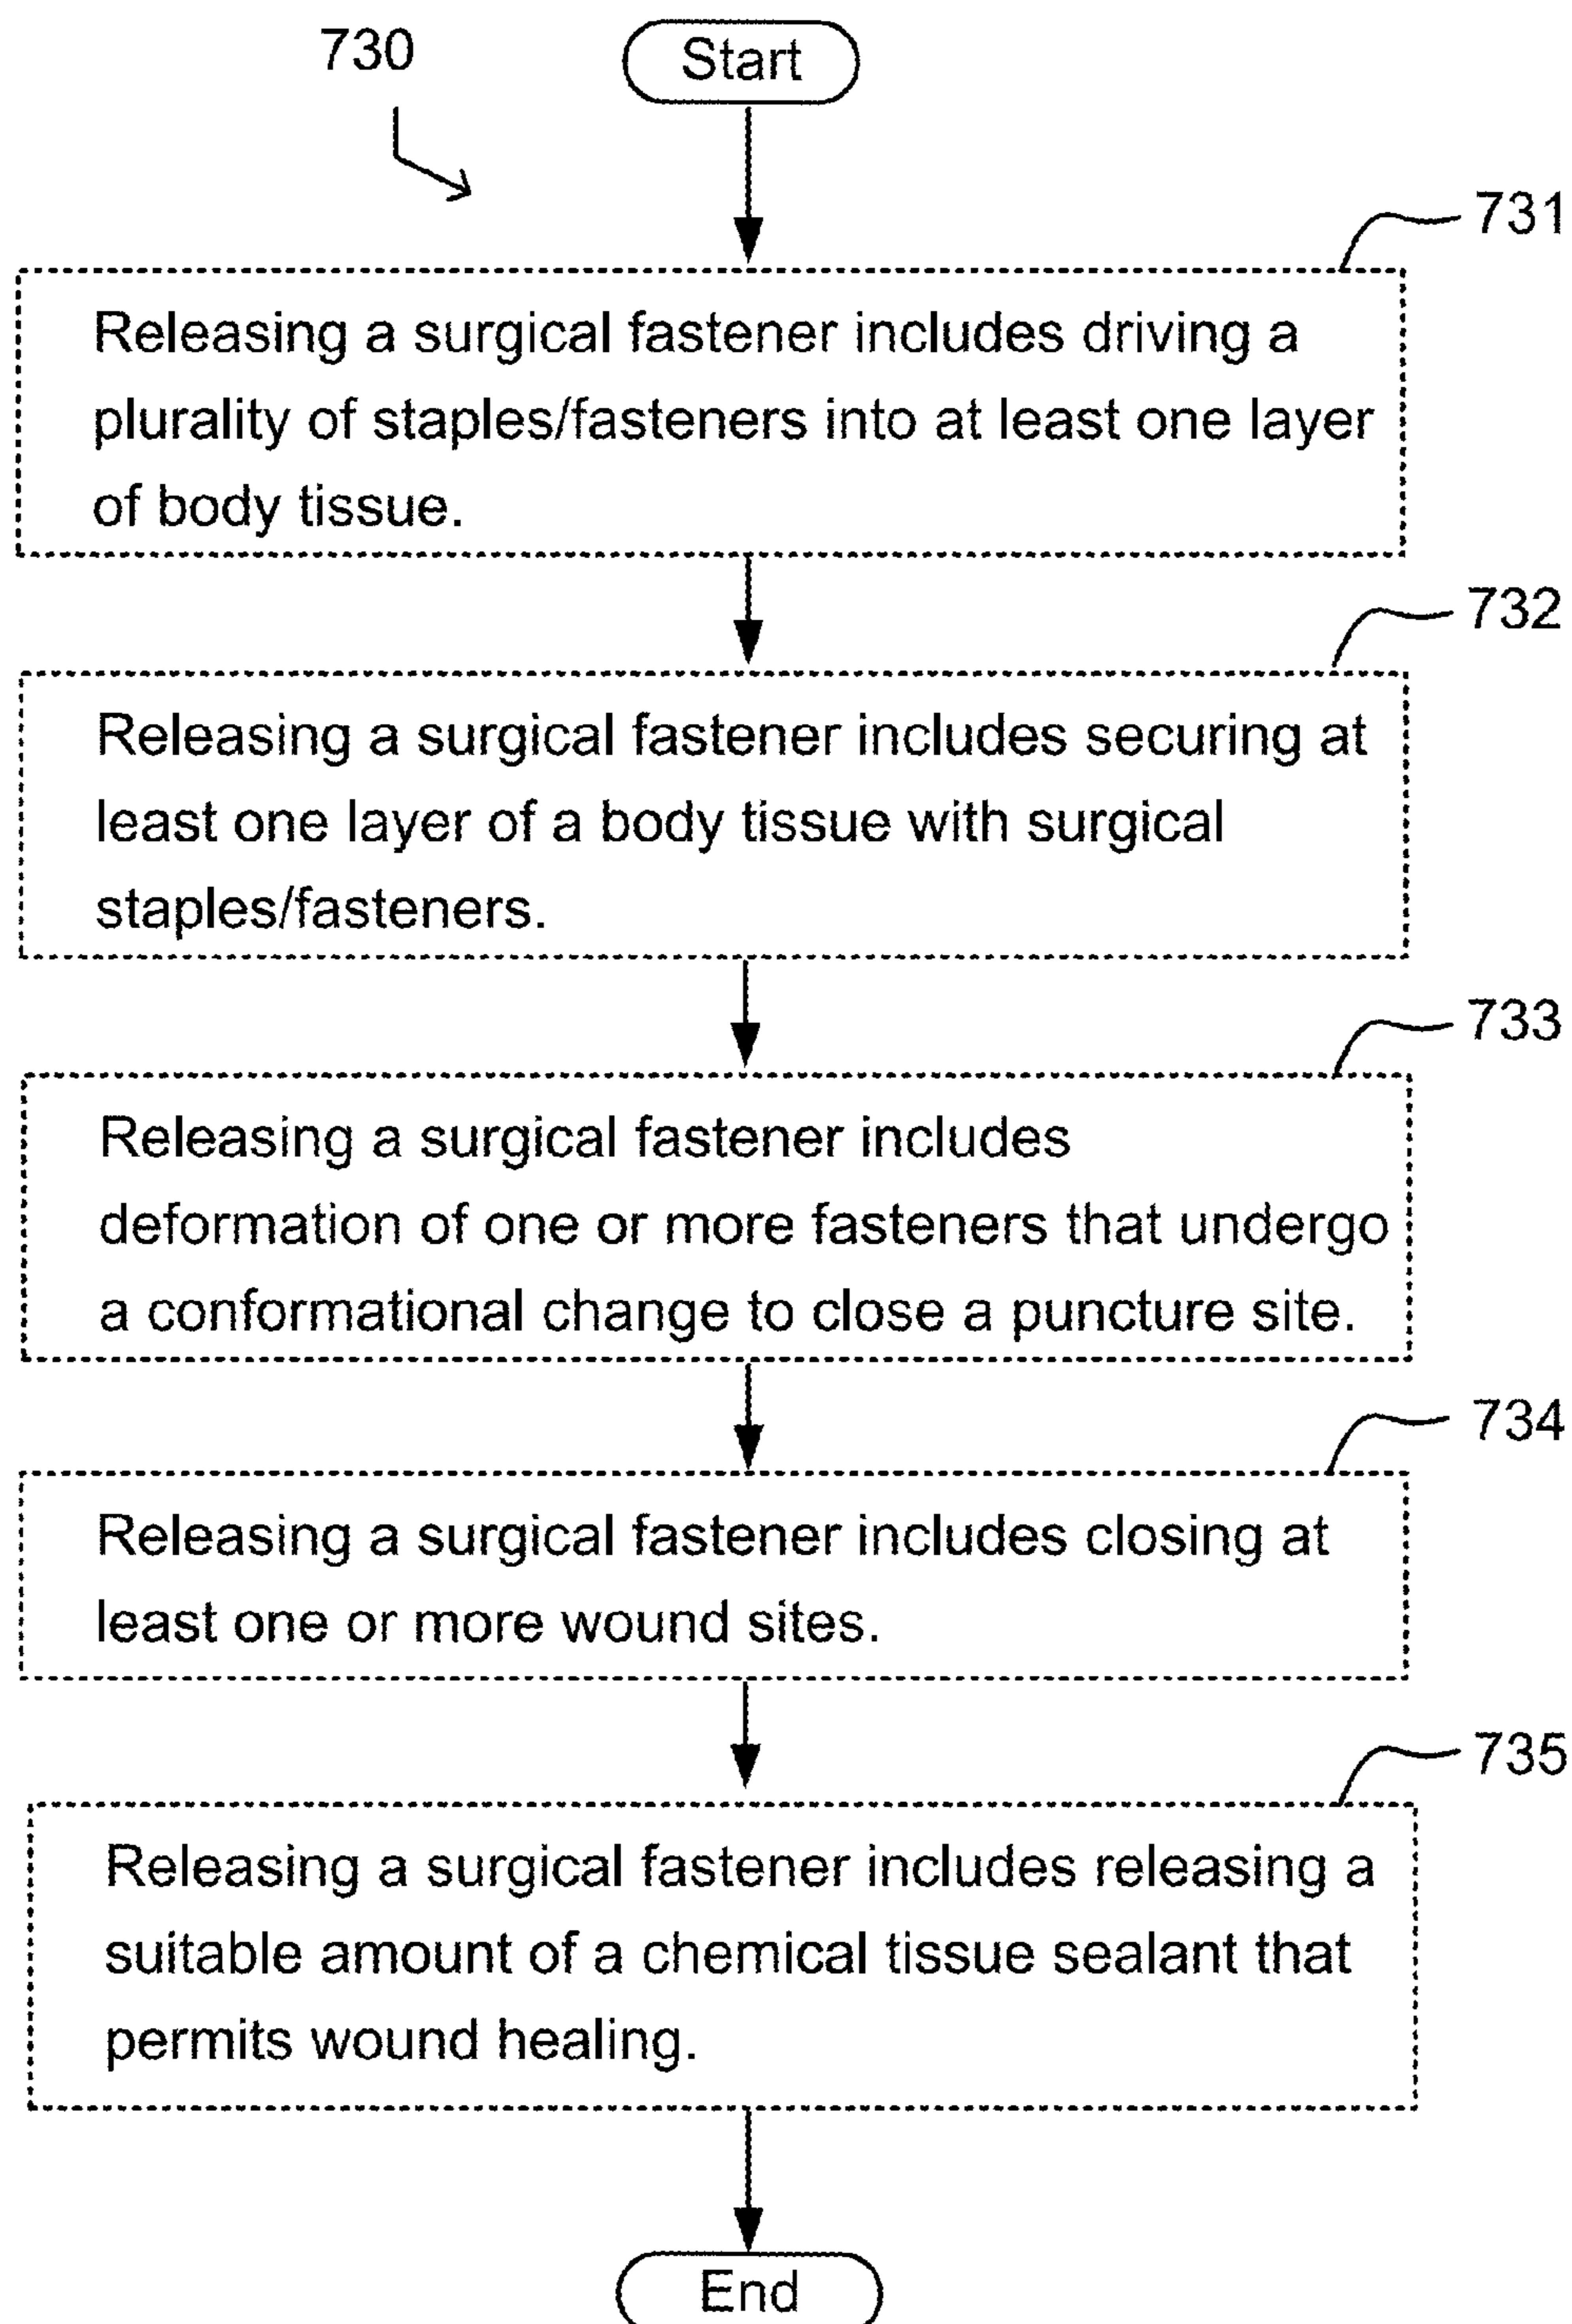 730
Start
731
Releasing a surgical fastener includes driving a
plurality of staples/fasteners into at least one layer
of body tissue.
732
Releasing a surgical fastener includes securing at
least one layer of a body tissue with surgical
staples/fasteners.
733
Releasing a surgical fastener includes
deformation of one or more fasteners that undergo
a conformational change to close a puncture site.
734
Releasing a surgical fastener includes closing at
least one or more wound sites.
735
Releasing a surgical fastener includes releasing a
suitable amount of a chemical tissue sealant that
permits wound healing.
End